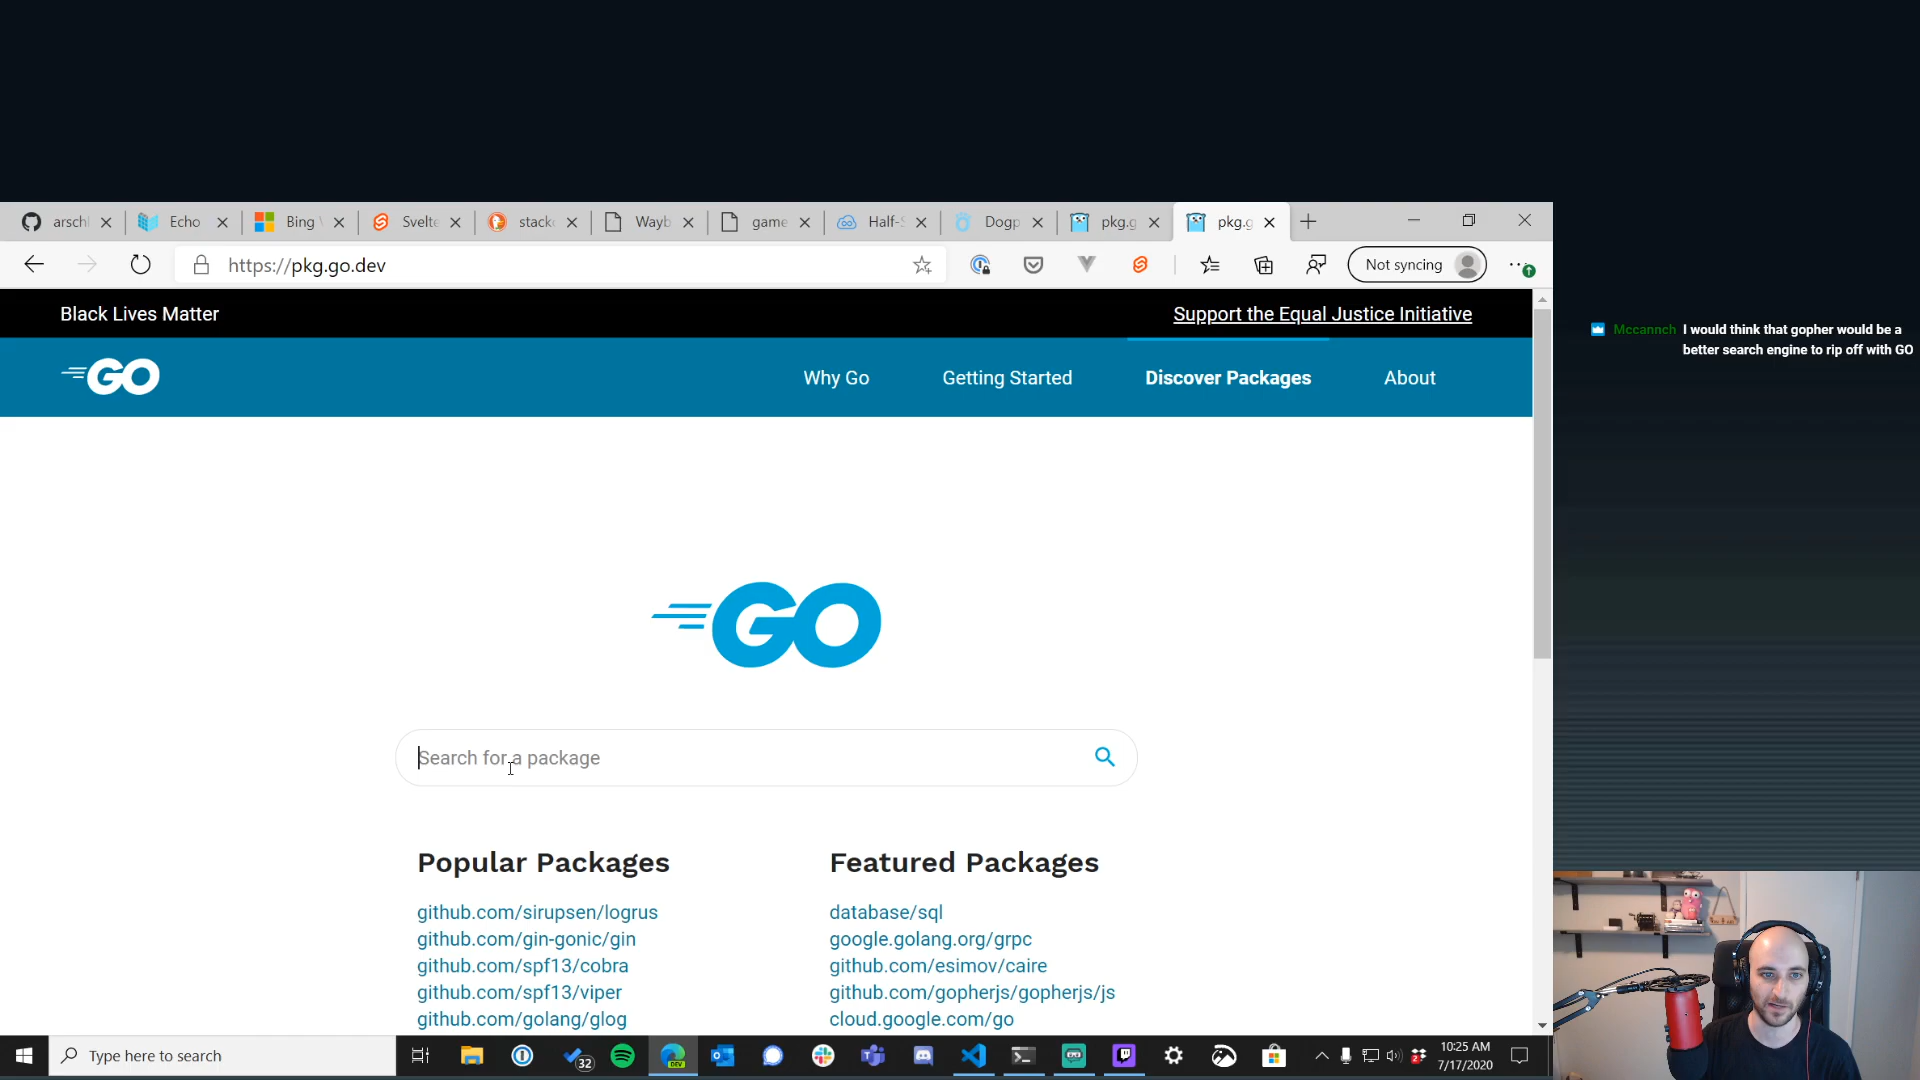 arschl
Echo
Bing
Svelte
stack
Wayb
game
Half-S
Dogp
pkg.g
pkg.g
https://pkg.go.dev
Not syncing
Black Lives Matter
Support the Equal Justice Initiative
GO
Why Go
Getting Started
Discover Packages
About
GO
Search for a package
Popular Packages
github.com/sirupsen/logrus
github.com/gin-gonic/gin
github.com/spf13/cobra
github.com/spf13/viper
github.com/golang/glog
Featured Packages
database/sql
google.golang.org/grpc
github.com/esimov/caire
github.com/gopherjs/gopherjs/js
cloud.google.com/go
Mccannch I would think that gopher would be a
better search engine to rip off with GO
Type here to search
32
DEV
10:25 AM
7/17/2020